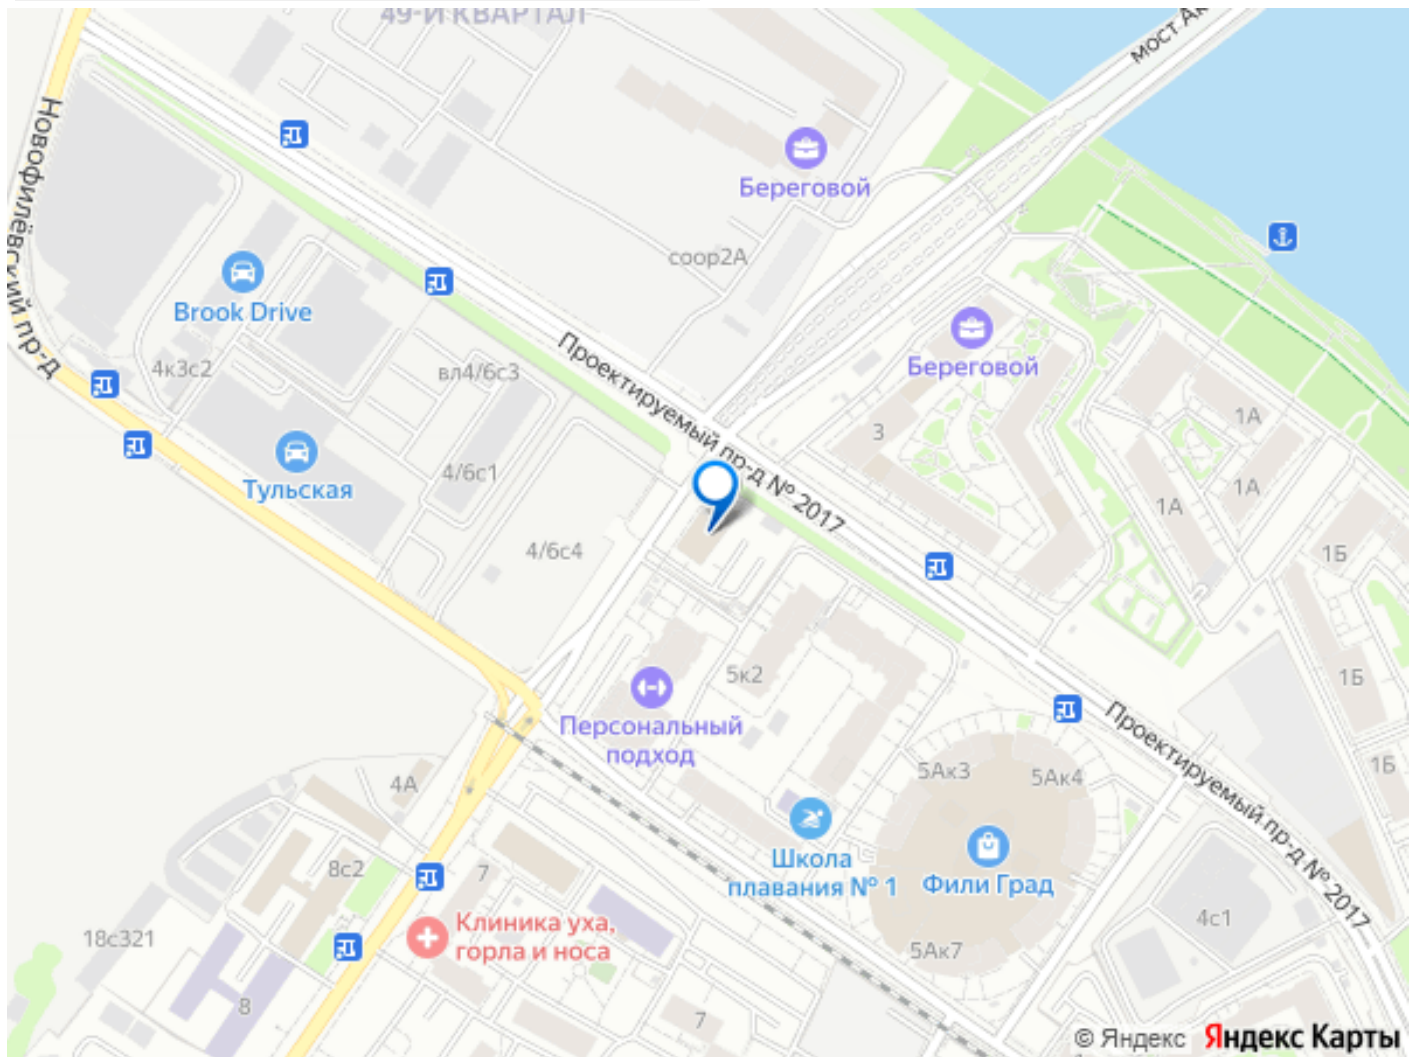 49-Й КВАРТАЛ
мост Ак
Новофилёвский пр-д
Береговой
соор2А
Brook Drive
Проектируемый пр-д № 2017
Береговой
4к3с2
вл4/6с3
3
1А
4/6с1
Тульская
1А
1А
4/6с4
1Б
5к2
1Б
Персональный
подход
Проектируемый пр-д № 2017
5Ак3
5Ак4
1Б
4А
Школа
плавания № 1
Фили Град
8с2
7
4с1
Клиника уха,
горла и носа
18с321
5Ак7
8
7
© Яндекс Яндекс Карты